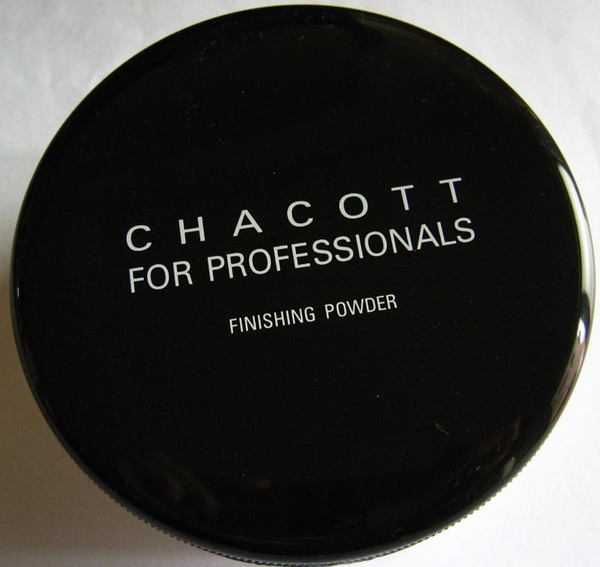 CHACOTT
FOR PROFESSIONALS
FINISHING POWDER